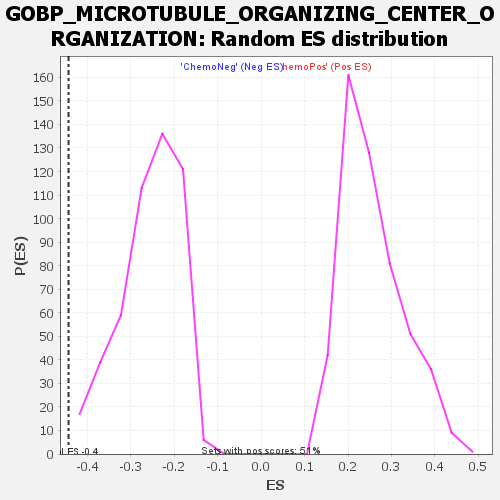 GOBP_MICROTUBULE_ORGANIZING_CENTER_O
RGANIZATION: Random ES distribution
'ChemoNeg' (Neg ES) hemoPos' (Pos ES)
160
150
140
130
120
110
100
90
80
70
60
50
40
30
20
10
0
P(ES)
ES -0.4
Sets with pos scores: 51%
-0.4 -0.3 -0.2 -0.1 0.0 0.1 0.2 0.3 0.4 0.5
ES